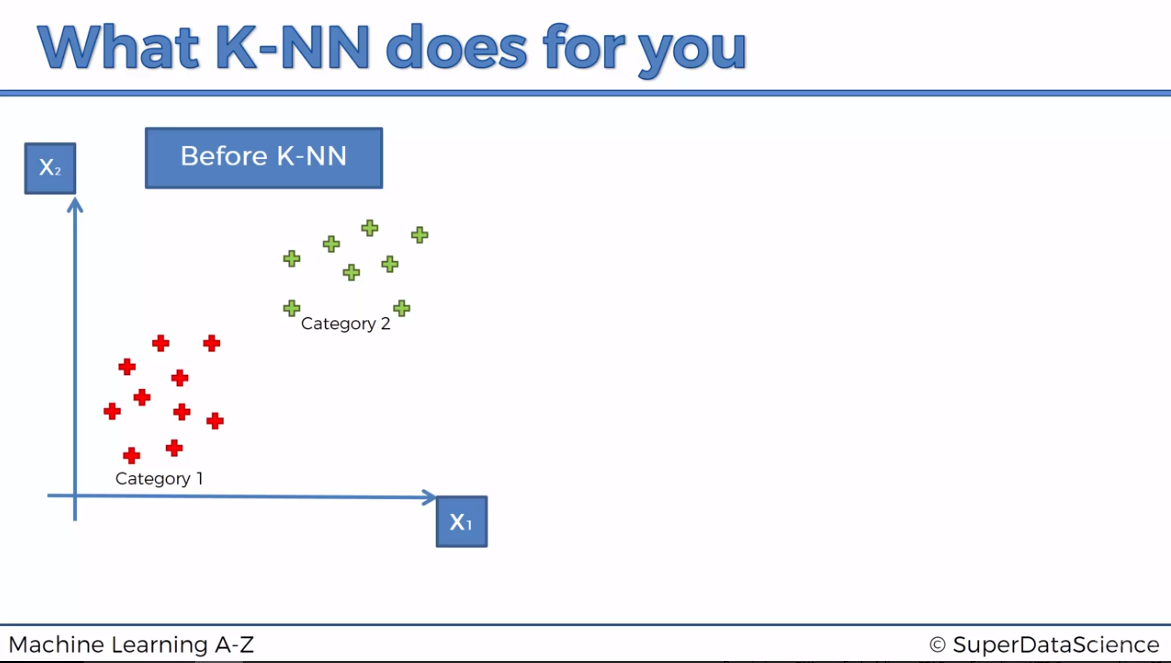 What K-NN does for you
Before K-NN
X₂
Category 2
Category 1
X₁
Machine Learning A-Z
© SuperDataScience